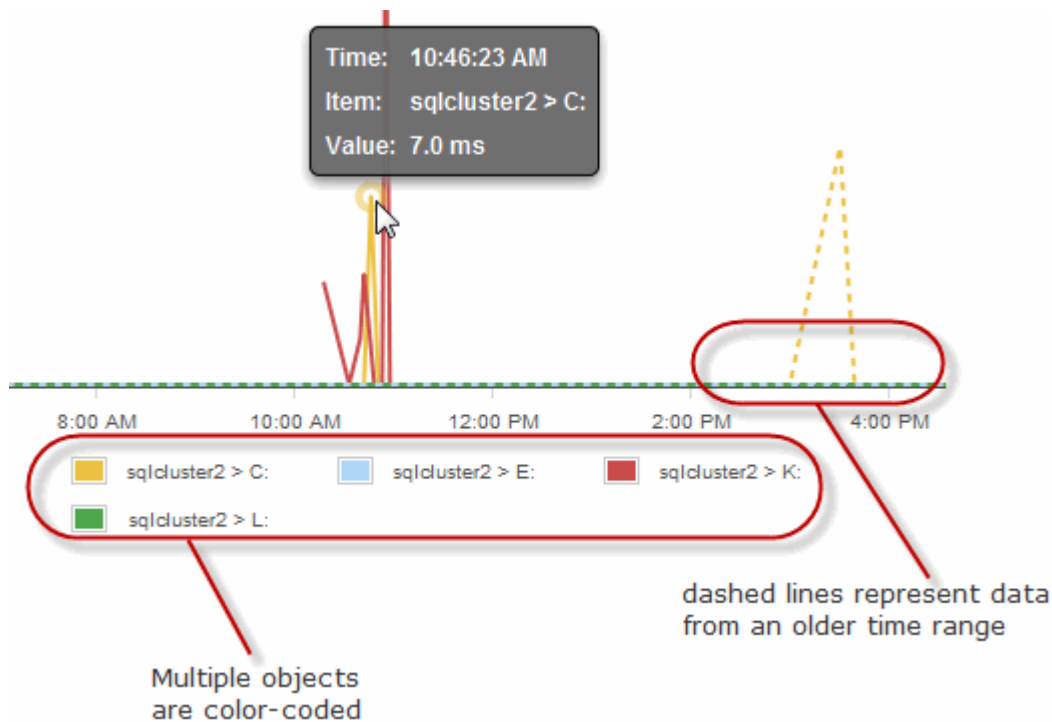 Time: 10:46:23 AM
Item: sqlcluster2 > C:
Value: 7.0 ms
8:00 AM 10:00 AM 12:00 PM 2:00 PM 4:00 PM
sqlcluster2 > C: sqlcluster2 > E: sqlcluster2 > K:
sqlcluster2 > L:
dashed lines represent data
from an older time range
Multiple objects
are color-coded